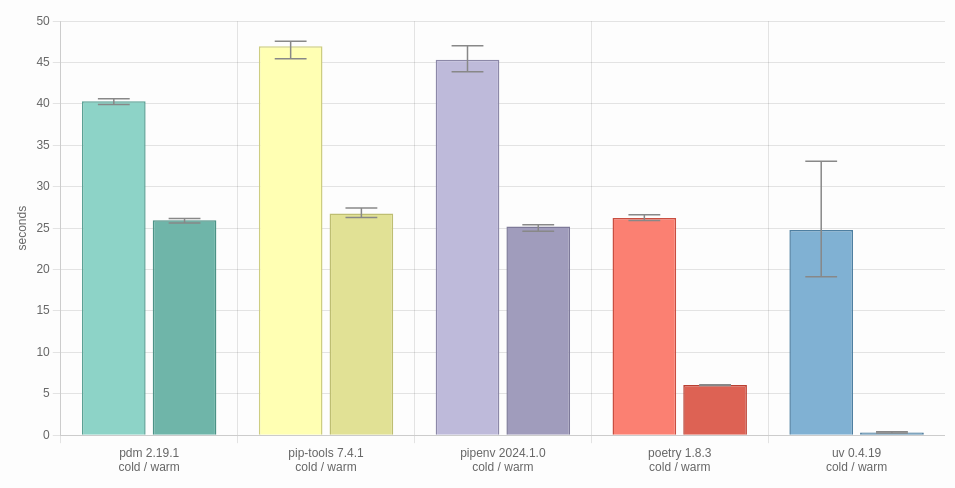 50
45
40
35
30
25
20
15
10
5
0
seconds
pdm 2.19.1
cold / warm
pip-tools 7.4.1
cold / warm
pipenv 2024.1.0
cold / warm
poetry 1.8.3
cold / warm
uv 0.4.19
cold / warm